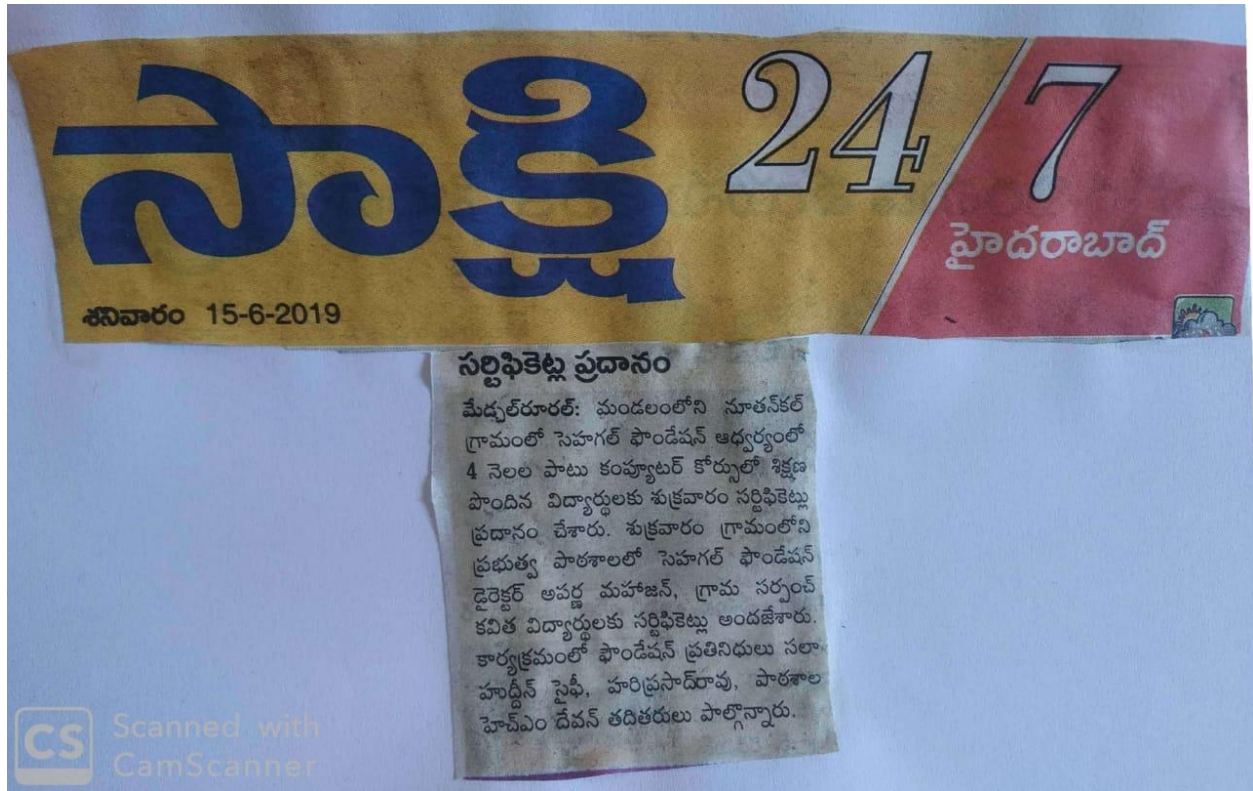 సాక్షి 24/7
హైదరాబాద్
శనివారం 15-6-2019
సర్టిఫికెట్ల ప్రదానం
మేడ్చల్‌రూరల్: మండలంలోని నూతన్‌కల్
గ్రామంలో సెహగల్ ఫౌండేషన్ ఆధ్వర్యంలో
4 నెలల పాటు కంప్యూటర్ కోర్సులో శిక్షణ
పొందిన విద్యార్థులకు శుక్రవారం సర్టిఫికెట్లు
ప్రదానం చేశారు. శుక్రవారం గ్రామంలోని
ప్రభుత్వ పాఠశాలలో సెహగల్ ఫౌండేషన్
డైరెక్టర్ అపర్ణ మహాజన్, గ్రామ సర్పంచ్
కవిత విద్యార్థులకు సర్టిఫికెట్లు అందజేశారు.
కార్యక్రమంలో ఫౌండేషన్ ప్రతినిధులు సలా
హుద్దీన్ సైఫీ, హరిప్రసాద్‌రావు, పాఠశాల
హెచ్ఎం దేవన్ తదితరులు పాల్గొన్నారు.
CS Scanned with
CamScanner